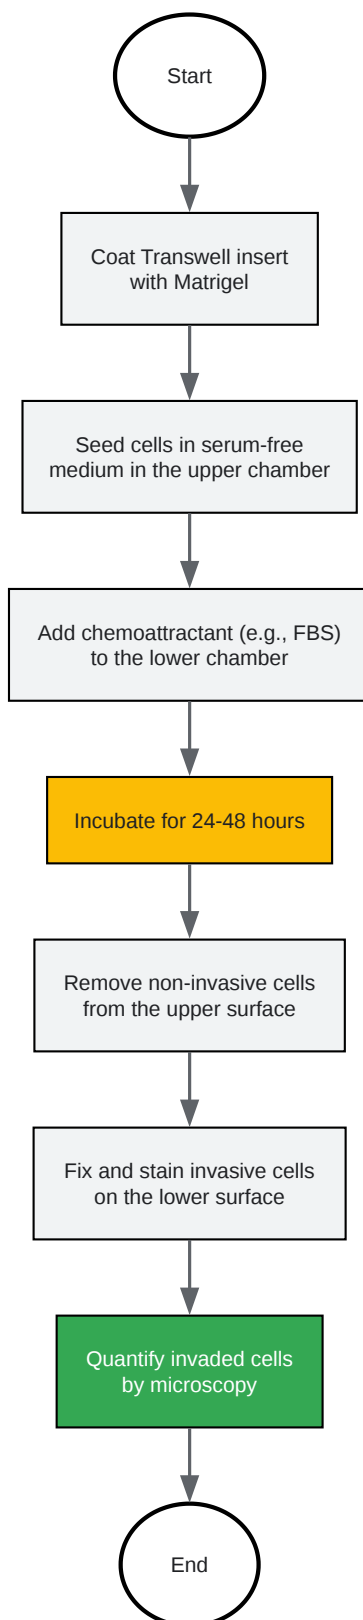 Start
Coat Transwell insert
with Matrigel
Seed cells in serum-free
medium in the upper chamber
Add chemoattractant (e.g., FBS)
to the lower chamber
Incubate for 24-48 hours
Remove non-invasive cells
from the upper surface
Fix and stain invasive cells
on the lower surface
Quantify invaded cells
by microscopy
End